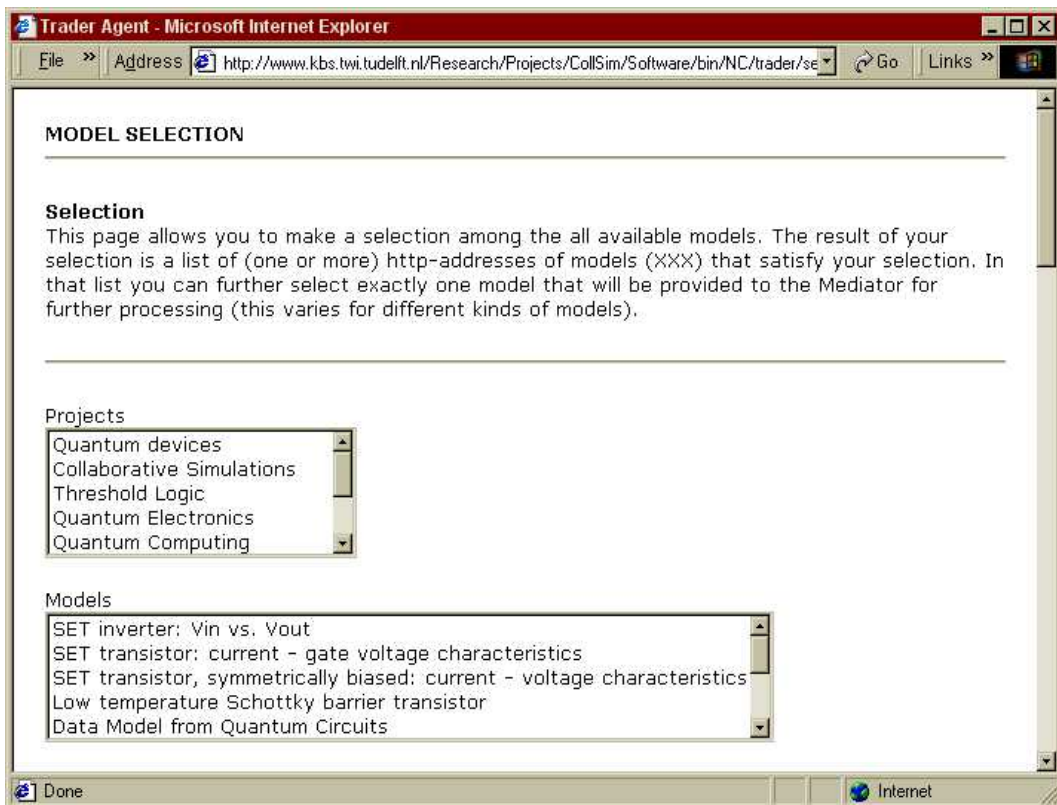 Trader Agent - Microsoft Internet Explorer
File » Address http://www.kbs.twi.tudelft.nl/Research/Projects/CollSim/Software/bin/NC/trader/se Go Links »
MODEL SELECTION
Selection
This page allows you to make a selection among the all available models. The result of your
selection is a list of (one or more) http-addresses of models (XXX) that satisfy your selection. In
that list you can further select exactly one model that will be provided to the Mediator for
further processing (this varies for different kinds of models).
Projects
Quantum devices
Collaborative Simulations
Threshold Logic
Quantum Electronics
Quantum Computing
Models
SET inverter: Vin vs. Vout
SET transistor: current - gate voltage characteristics
SET transistor, symmetrically biased: current - voltage characteristics
Low temperature Schottky barrier transistor
Data Model from Quantum Circuits
Done Internet